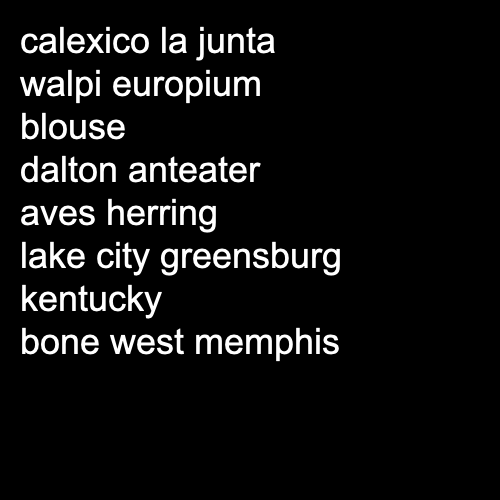 calexico la junta
walpi europium
blouse
dalton anteater
aves herring
lake city greensburg
kentucky
bone west memphis